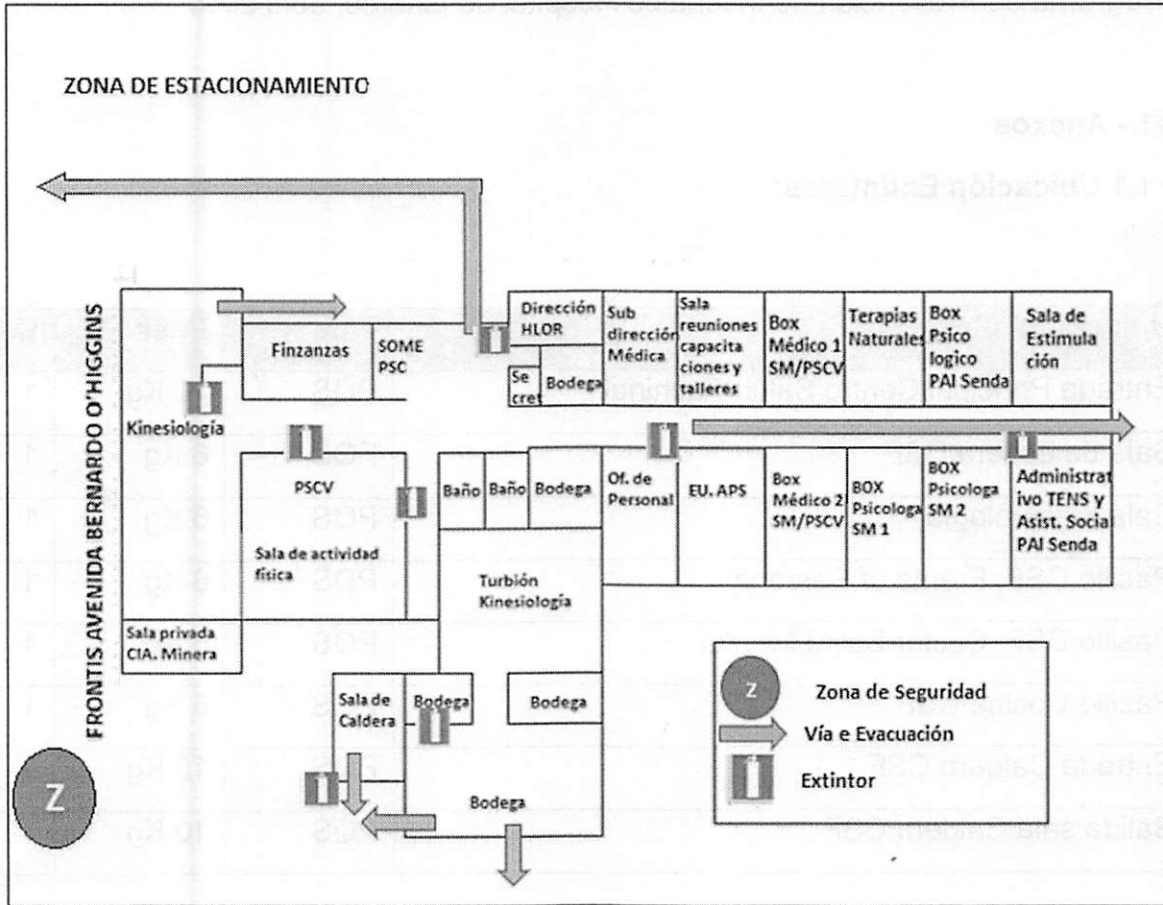 ZONA DE ESTACIONAMIENTO
FRONTIS AVENIDA BERNARDO O'HIGGINS
Kinesiología
Finzanzas
SOME
PSC
Dirección
HLOR
Se
cret
Bodega
Sub
dirección
Médica
Sala
reuniones
capacita
ciones y
talleres
Box
Médico 1
SM/PSCV
Terapias
Naturales
Box
Psico
logico
PAI Senda
Sala de
Estimula
ción
PSCV
Sala de actividad
física
Baño
Baño
Bodega
Of. de
Personal
EU. APS
Box
Médico 2
SM/PSCV
BOX
Psicologa
SM 1
BOX
Psicologa
SM 2
Administrat
ivo TENS y
Asist. Social
PAI Senda
Turbión
Kinesiología
Sala privada
CIA. Minera
Sala de
Caldera
Bodega
Bodega
Bodega
Z
Z
Zona de Seguridad
Vía e Evacuación
Extintor